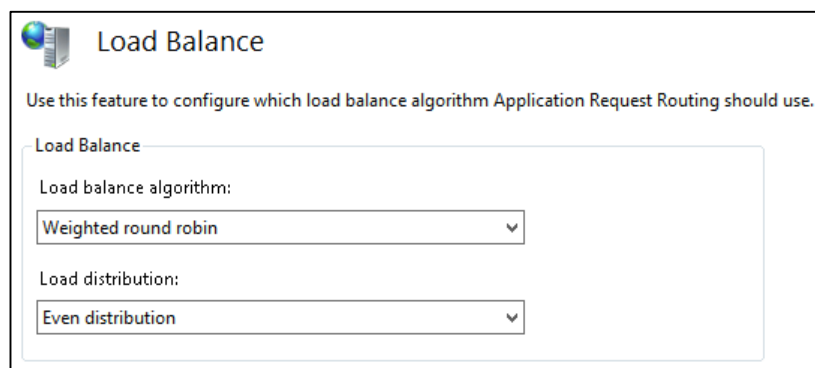 Load Balance
Use this feature to configure which load balance algorithm Application Request Routing should use.
Load Balance
Load balance algorithm:
Weighted round robin
Load distribution:
Even distribution